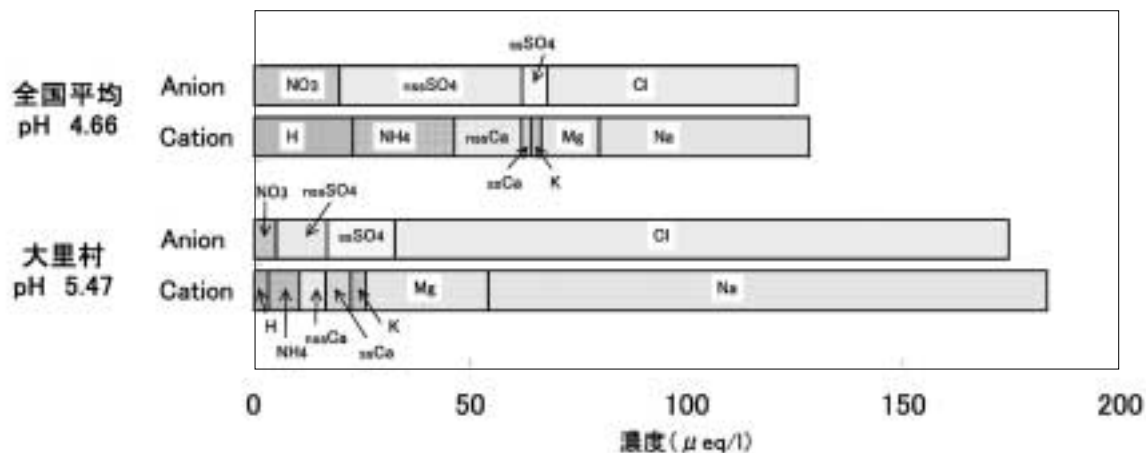 ssSO4
全国平均
pH 4.66
Anion NO3 nssSO4 Cl
Cation H NH4 nssCa Mg Na
ssCa K
NO3 nssSO4
大里村
pH 5.47
Anion ssSO4 Cl
Cation Mg Na
H NH4 nssCa ssCa K
0 50 100 150 200
濃度(μeq/l)